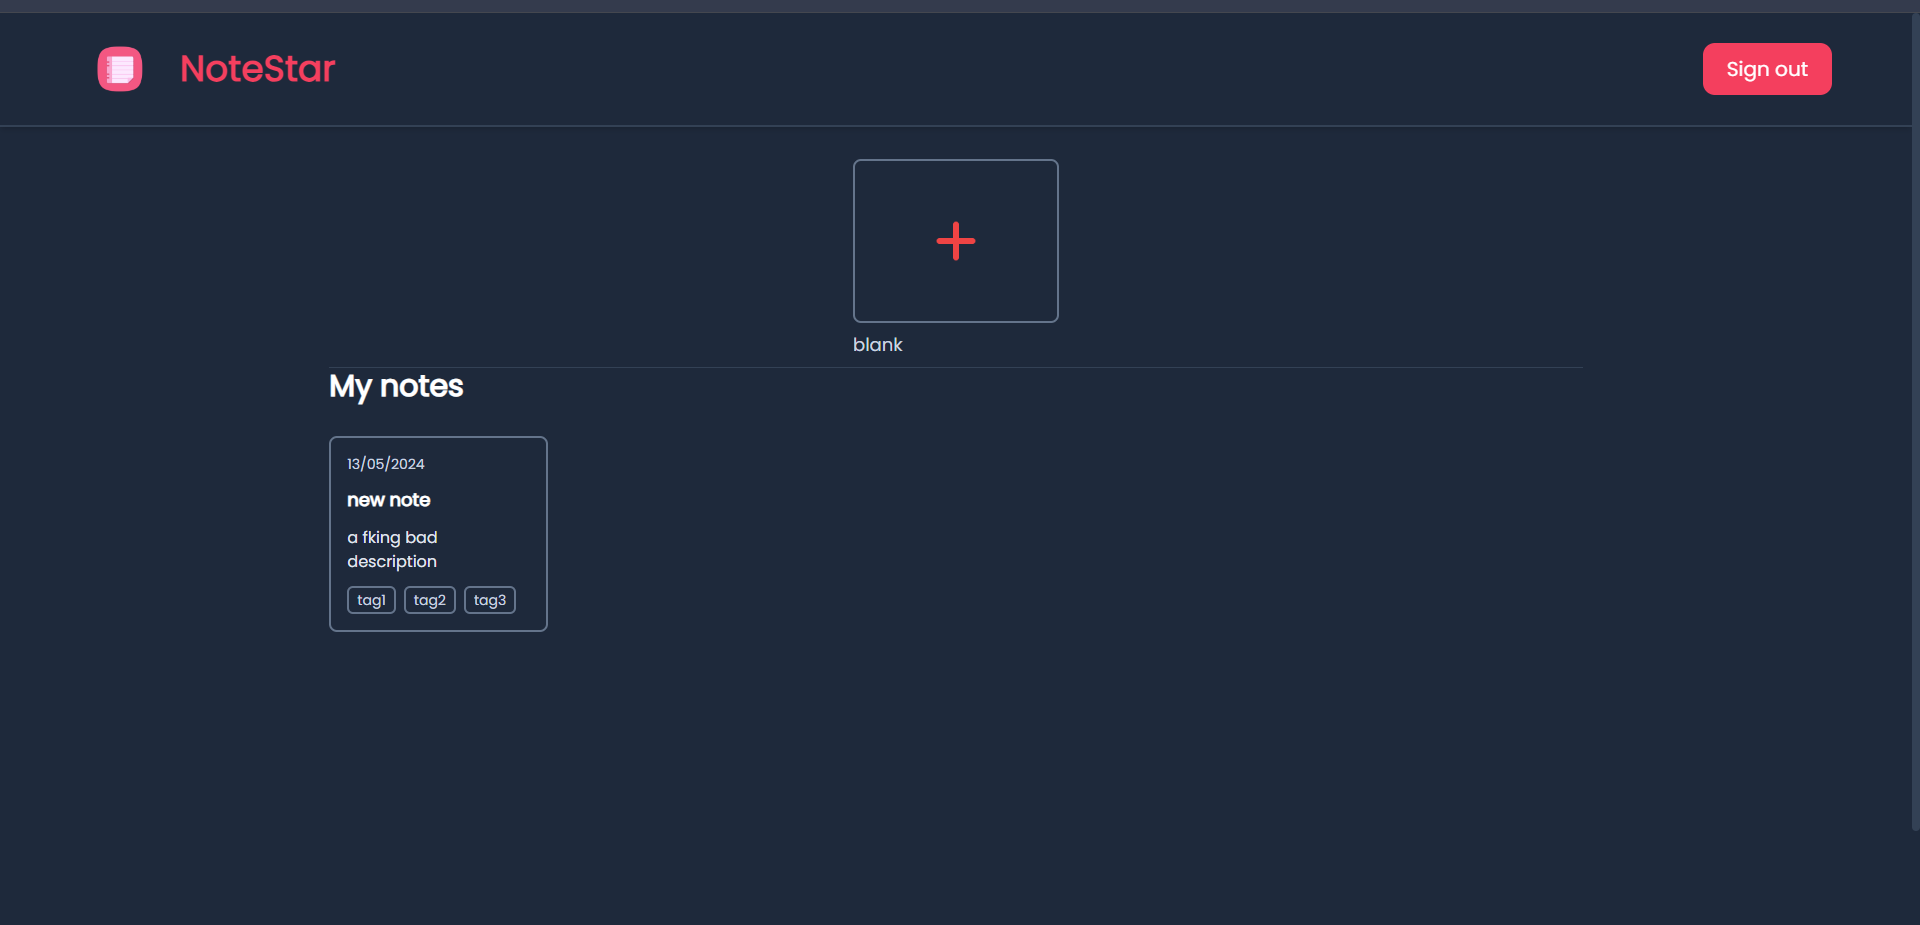 NoteStar
Sign out
blank
My notes
13/05/2024
new note
a fking bad
description
tag1 tag2 tag3